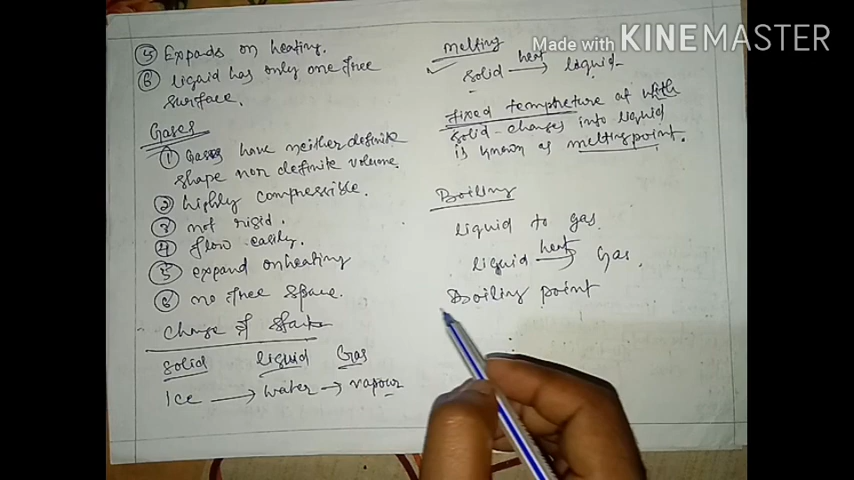 ⑤ Expads on heating.
⑥ liquid has only one free
surface.
Gases
① Gases have neither definite
shape nor definite volume.
② highly compressible.
③ not rigid.
④ flow easily.
⑤ expand on heating
⑥ no free space.
Change of state
solid liquid Gas
Ice → water → vapour
Melting
solid heat → liquid
fixed tempreture at with
solid changes into liquid
is known as melting point.
Boiling
liquid to gas
liquid heat → Gas.
Boiling point
Made with KINEMASTER